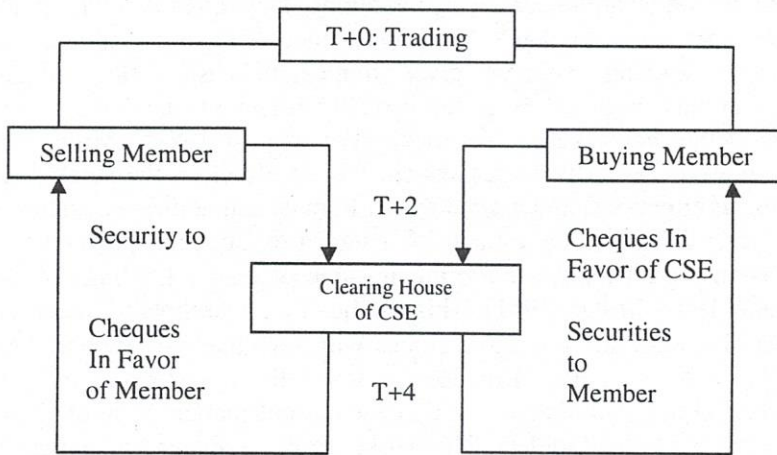 T+0: Trading
Selling Member
Buying Member
T+2
Security to
Cheques In
Favor of CSE
Clearing House
of CSE
Cheques
In Favor
of Member
Securities
to
Member
T+4